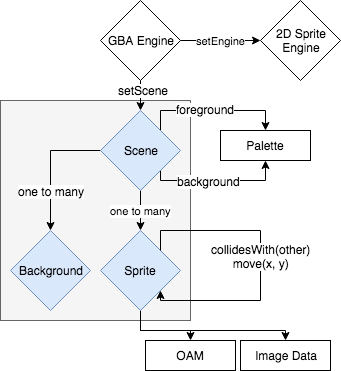 GBA Engine
setEngine
2D Sprite
Engine
setScene
foreground
Scene
Palette
background
one to many
one to many
collidesWith(other)
move(x, y)
Background
Sprite
OAM
Image Data